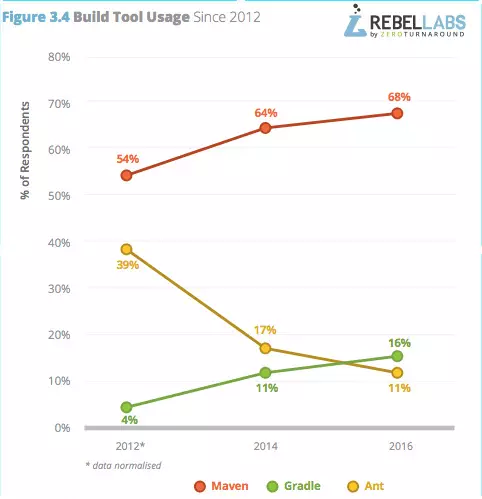 Figure 3.4 Build Tool Usage Since 2012
REBELLABS
by ZEROTURNAROUND
% of Respondents
80%
70%
60%
50%
40%
30%
20%
10%
0%
54%
64%
68%
39%
17%
11%
4%
11%
16%
2012* 2014 2016
* data normalised
Maven Gradle Ant